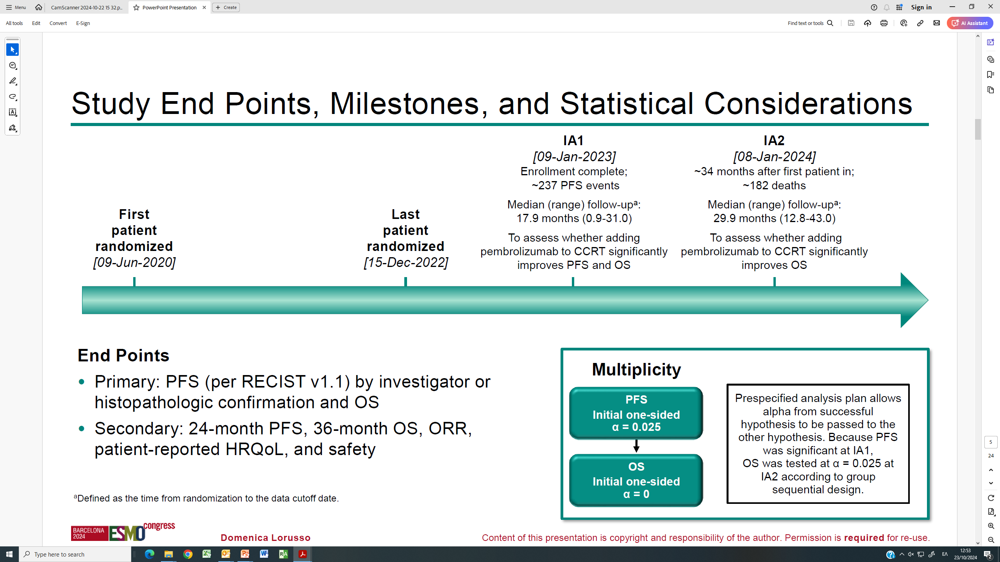 Menu
CamScanner 2024-10-22 15 32.p...
PowerPoint Presentation
Create
Sign in
All tools
Edit
Convert
E-Sign
Find text or tools
AI Assistant
Study End Points, Milestones, and Statistical Considerations
First
patient
randomized
[09-Jun-2020]
Last
patient
randomized
[15-Dec-2022]
IA1
[09-Jan-2023]
Enrollment complete;
~237 PFS events
Median (range) follow-upᵃ:
17.9 months (0.9-31.0)
To assess whether adding
pembrolizumab to CCRT significantly
improves PFS and OS
IA2
[08-Jan-2024]
~34 months after first patient in;
~182 deaths
Median (range) follow-upᵃ:
29.9 months (12.8-43.0)
To assess whether adding
pembrolizumab to CCRT significantly
improves OS
End Points
• Primary: PFS (per RECIST v1.1) by investigator or
histopathologic confirmation and OS
• Secondary: 24-month PFS, 36-month OS, ORR,
patient-reported HRQoL, and safety
ᵃDefined as the time from randomization to the data cutoff date.
Multiplicity
PFS
Initial one-sided
α = 0.025
OS
Initial one-sided
α = 0
Prespecified analysis plan allows
alpha from successful
hypothesis to be passed to the
other hypothesis. Because PFS
was significant at IA1,
OS was tested at α = 0.025 at
IA2 according to group
sequential design.
BARCELONA
2024
ESMO congress
Domenica Lorusso
Content of this presentation is copyright and responsibility of the author. Permission is required for re-use.
5
24
Type here to search
ΕΛ
12:53
23/10/2024
2